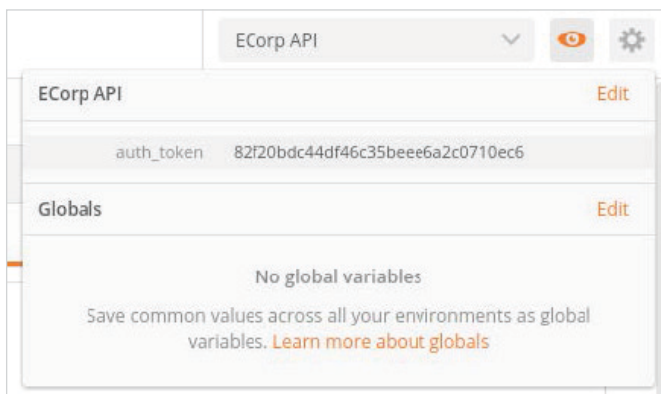 ECorp API
ECorp API Edit
auth_token 82f20bdc44df46c35beee6a2c0710ec6
Globals Edit
No global variables
Save common values across all your environments as global
variables. Learn more about globals